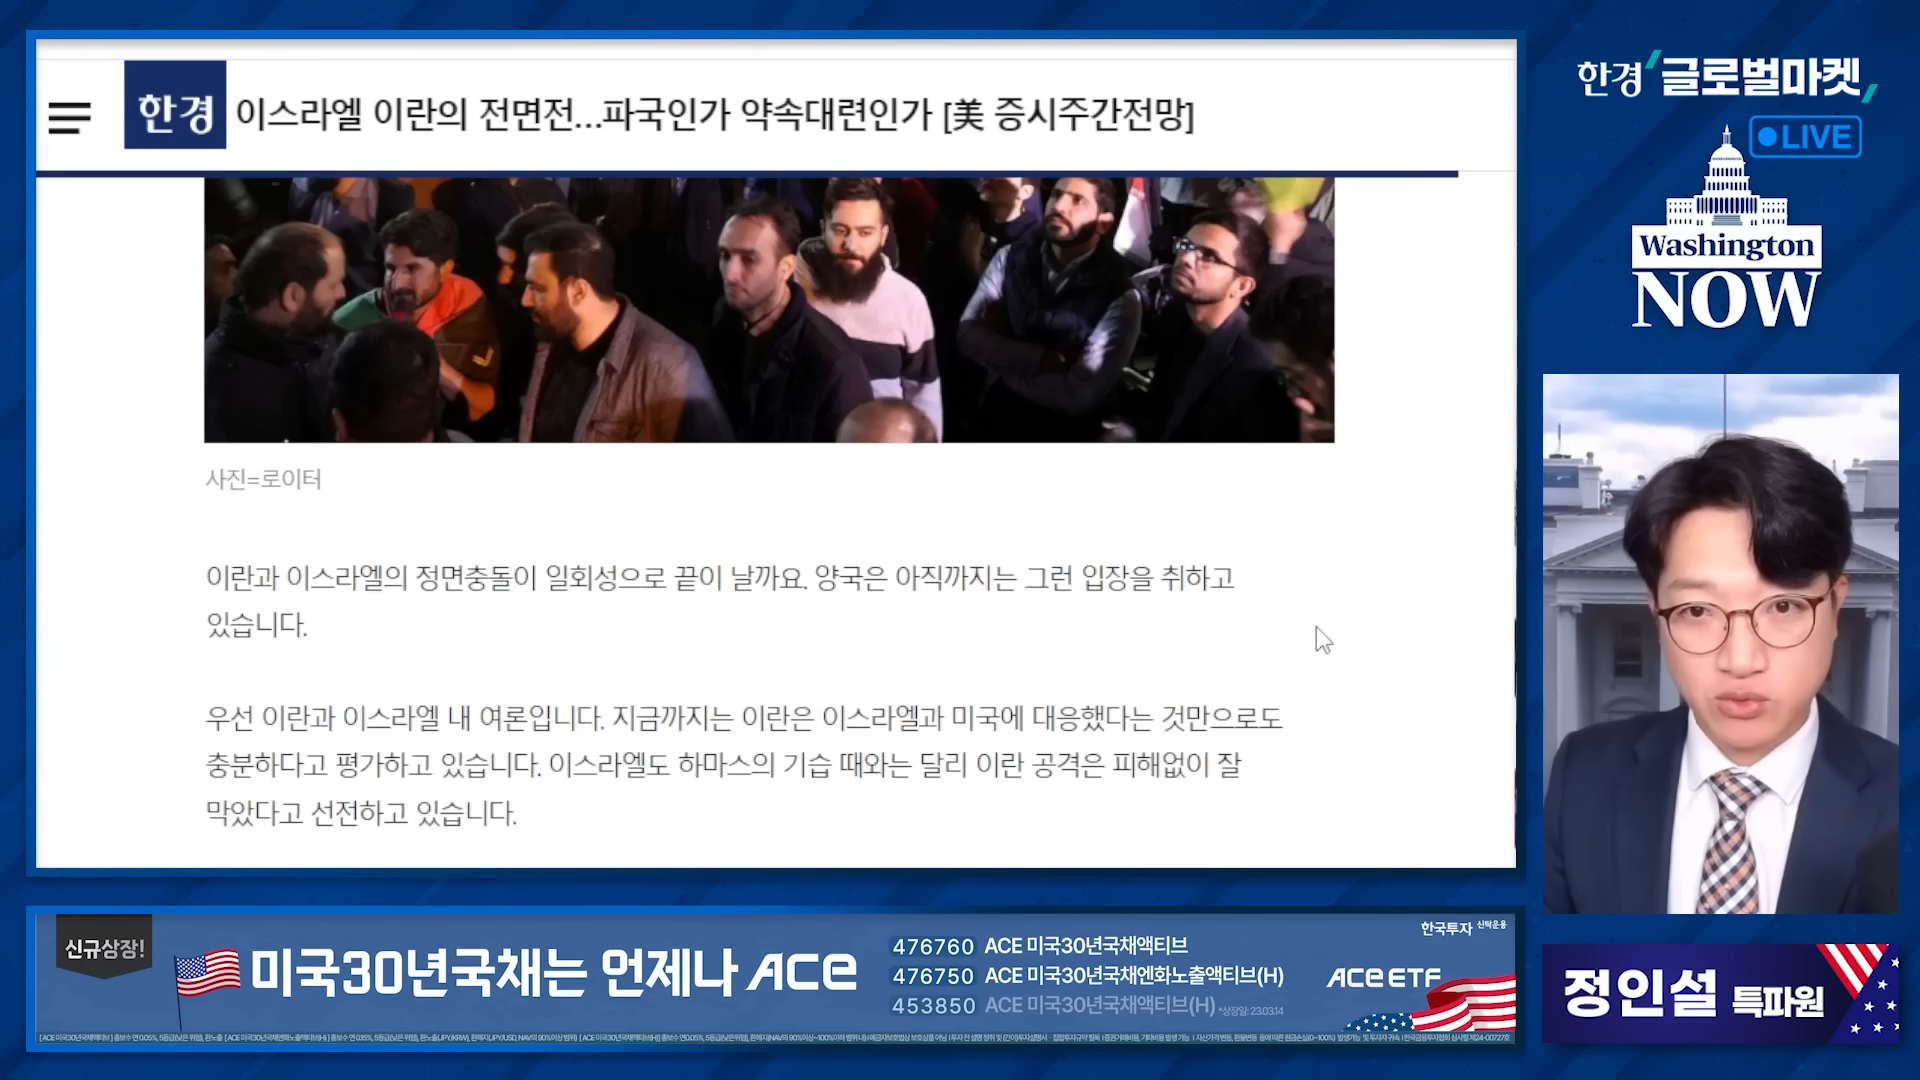 한경 이스라엘 이란의 전면전...파국인가 약속대련인가 [美 증시주간전망]
사진=로이터
이란과 이스라엘의 정면충돌이 일회성으로 끝이 날까요. 양국은 아직까지는 그런 입장을 취하고
있습니다.
우선 이란과 이스라엘 내 여론입니다. 지금까지는 이란은 이스라엘과 미국에 대응했다는 것만으로도
충분하다고 평가하고 있습니다. 이스라엘도 하마스의 기습 때와는 달리 이란 공격은 피해없이 잘
막았다고 선전하고 있습니다.
한경 글로벌마켓
LIVE
Washington
NOW
정인설 특파원
신규상장!
미국30년국채는 언제나 ACE
476760 ACE 미국30년국채액티브
476750 ACE 미국30년국채엔화노출액티브(H)
453850 ACE 미국30년국채액티브(H) *상장일: 23.03.14
한국투자 신탁운용
ACE ETF